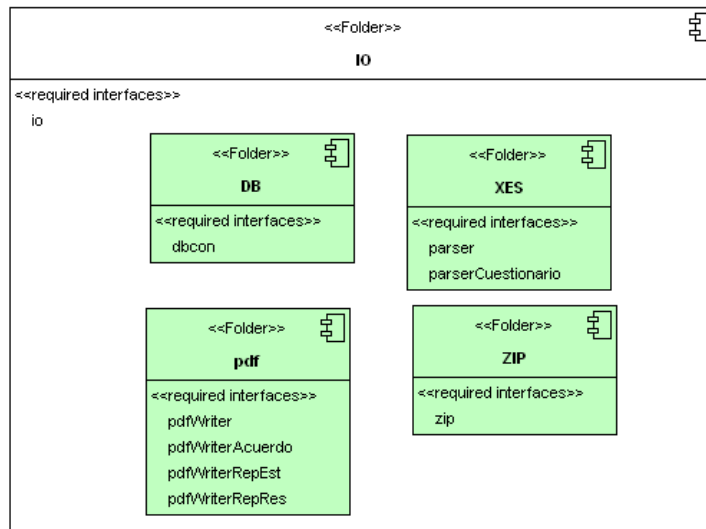 <<Folder>>
IO
<<required interfaces>>
io
<<Folder>>
DB
<<required interfaces>>
dbcon
<<Folder>>
XES
<<required interfaces>>
parser
parserCuestionario
<<Folder>>
pdf
<<required interfaces>>
pdfWriter
pdfWriterAcuerdo
pdfWriterRepEst
pdfWriterRepRes
<<Folder>>
ZIP
<<required interfaces>>
zip